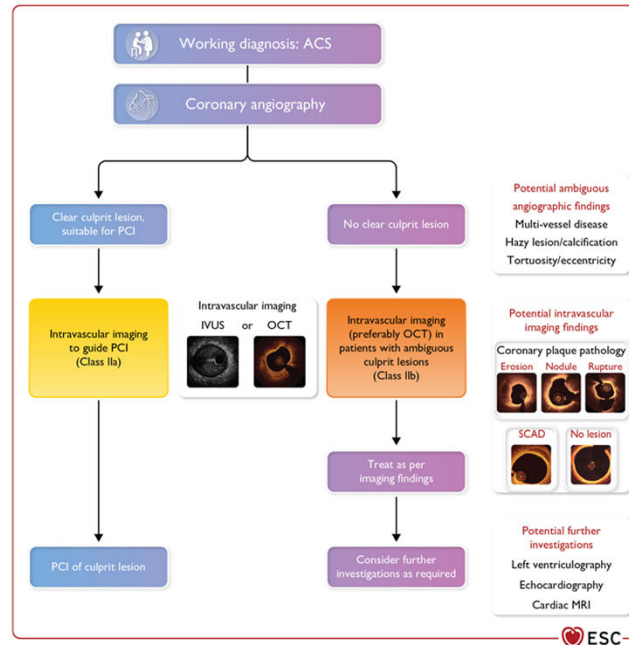 Working diagnosis: ACS
Coronary angiography
Clear culprit lesion,
suitable for PCI
No clear culprit lesion
Potential ambiguous
angiographic findings
Multi-vessel disease
Hazy lesion/calcification
Tortuosity/eccentricity
Intravascular imaging
to guide PCI
(Class IIa)
Intravascular imaging
IVUS or OCT
Intravascular imaging
(preferably OCT) in
patients with ambiguous
culprit lesions
(Class IIb)
Potential intravascular
imaging findings
Coronary plaque pathology
Erosion Nodule Rupture
SCAD No lesion
Treat as per
imaging findings
PCI of culprit lesion
Consider further
investigations as required
Potential further
investigations
Left ventriculography
Echocardiography
Cardiac MRI
ESC